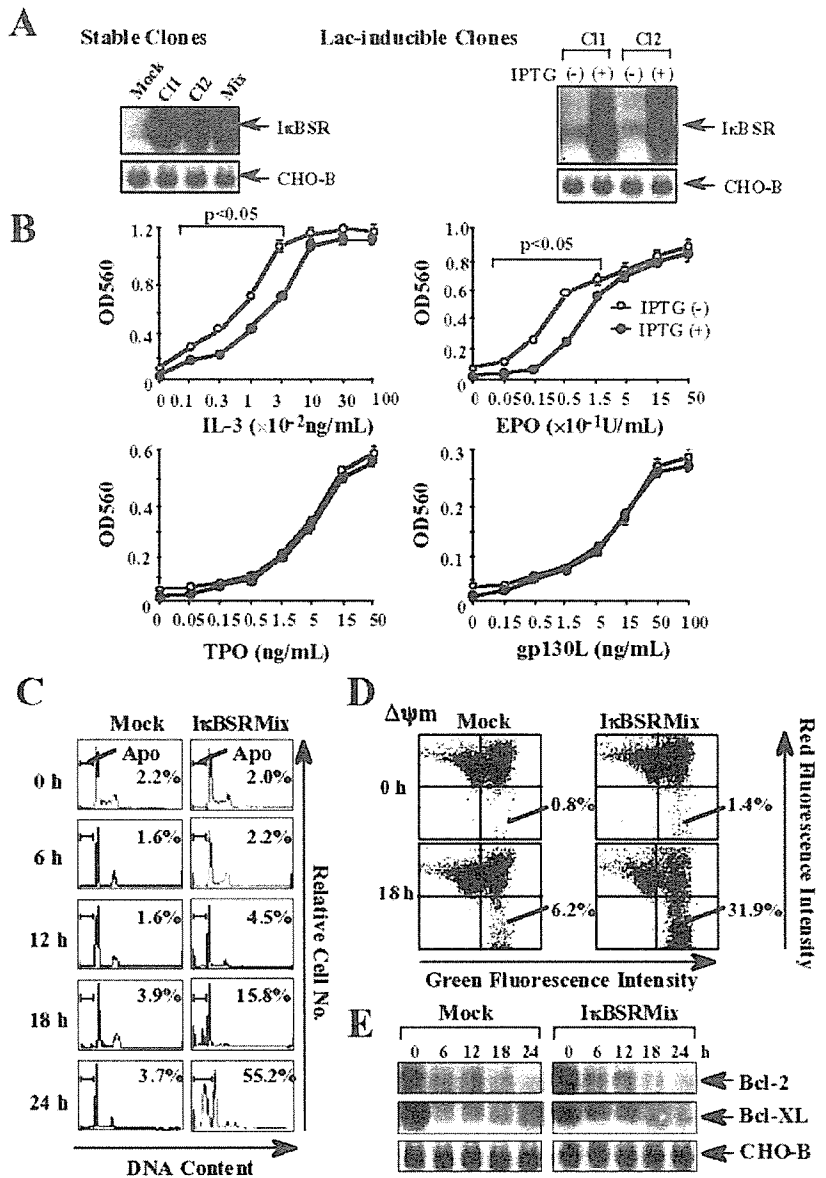 A
Stable Clones
Lac-inducible Clones
Mock Cl1 Cl2 Mix
Cl1 Cl2
IPTG (-) (+) (-) (+)
IκBSR
CHO-B
IκBSR
CHO-B
B
p<0.05
OD560
1.2
0.8
0.4
0
0 0.1 0.3 1 3 10 30 100
IL-3 (×10⁻²ng/mL)
p<0.05
OD560
1.0
0.8
0.6
0.4
0.2
0
IPTG (-)
IPTG (+)
0 0.05 0.15 0.5 1.5 5 15 50
EPO (×10⁻¹U/mL)
OD560
0.6
0.4
0.2
0
0 0.05 0.15 0.5 1.5 5 15 50
TPO (ng/mL)
OD560
0.3
0.2
0.1
0
0 0.15 0.5 1.5 5 15 50 100
gp130L (ng/mL)
C
Mock IκBSRMix
0 h
Apo
2.2%
Apo
2.0%
6 h
1.6%
2.2%
12 h
1.6%
4.5%
18 h
3.9%
15.8%
24 h
3.7%
55.2%
Relative Cell No.
DNA Content
D
Δψm
Mock
IκBSRMix
0 h
0.8%
1.4%
18 h
6.2%
31.9%
Red Fluorescence Intensity
Green Fluorescence Intensity
E
Mock
IκBSRMix
0 6 12 18 24
0 6 12 18 24 h
Bcl-2
Bcl-XL
CHO-B